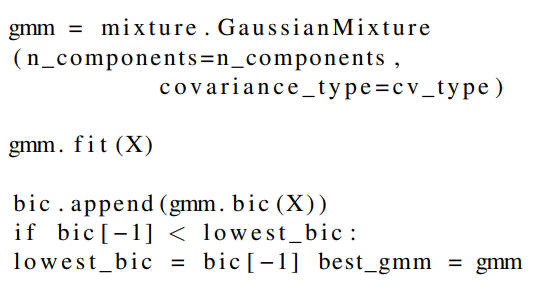 gmm = mixture.GaussianMixture
(n_components=n_components,
covariance_type=cv_type)
gmm.fit(X)
bic.append(gmm.bic(X))
if bic[-1] < lowest_bic:
lowest_bic = bic[-1] best_gmm = gmm